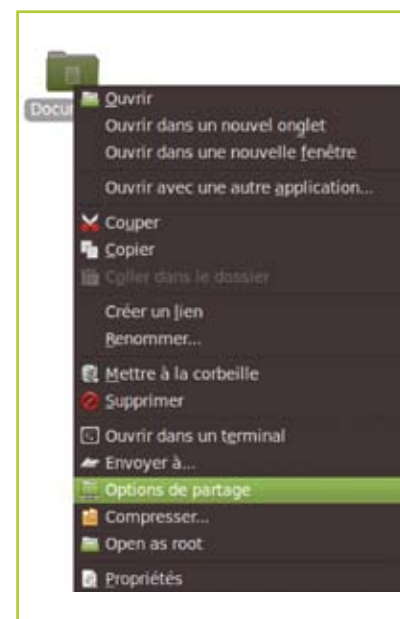 Docu
Ouvrir
Ouvrir dans un nouvel onglet
Ouvrir dans une nouvelle fenêtre
Ouvrir avec une autre application...
Couper
Copier
Coller dans le dossier
Créer un lien
Renommer...
Mettre à la corbeille
Supprimer
Ouvrir dans un terminal
Envoyer à...
Options de partage
Compresser...
Open as root
Propriétés